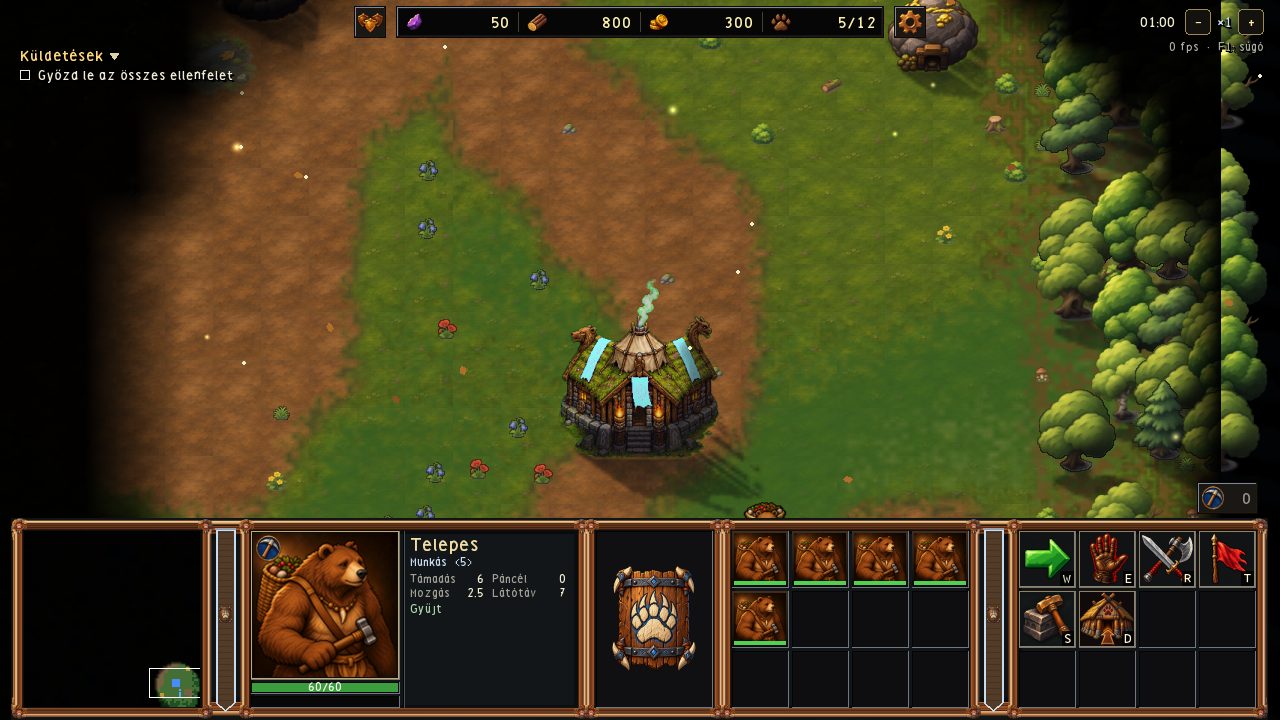 50
800
300
5/12
01:00
-
×1
+
0 fps · F1: súgó
Küldetések
Győzd le az összes ellenfelet
0
Telepes
Munkás <5>
Támadás 6 Páncél 0
Mozgás 2.5 Látótáv 7
Gyűjt
60/60
W
E
R
T
S
D